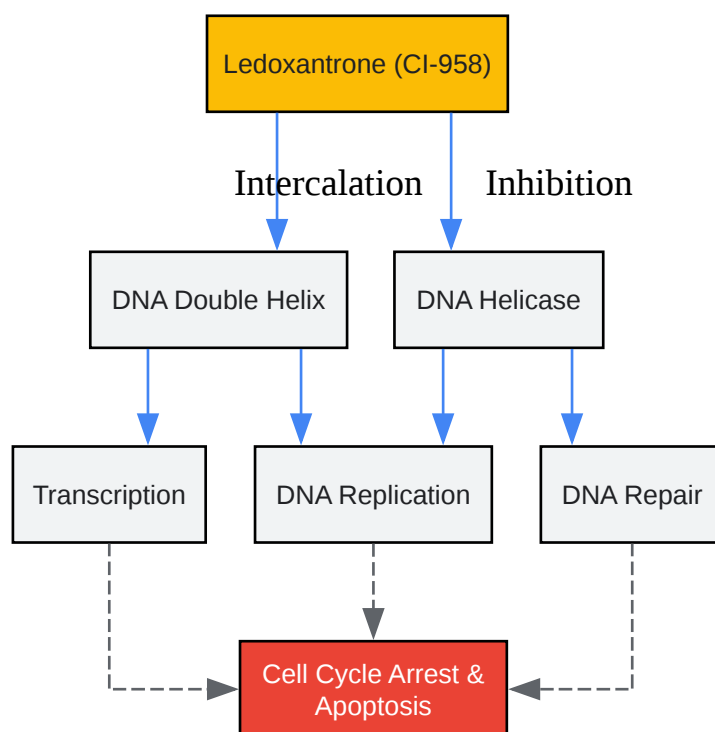 Ledoxantrone (CI-958)
Intercalation
Inhibition
DNA Double Helix
DNA Helicase
Transcription
DNA Replication
DNA Repair
Cell Cycle Arrest &
Apoptosis